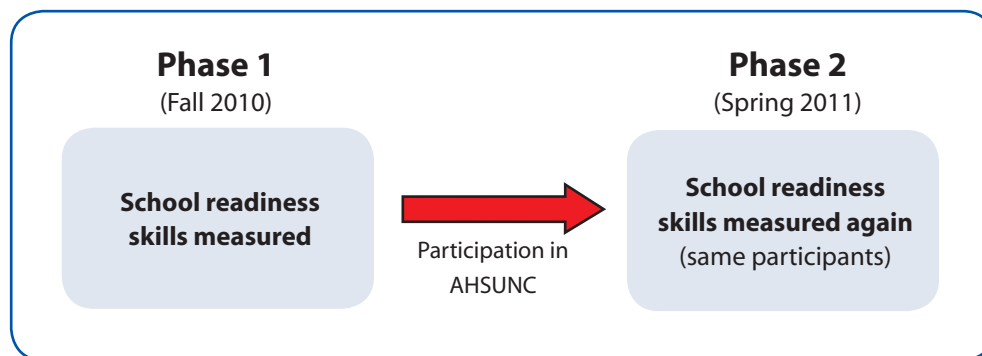 Phase 1
(Fall 2010)
School readiness
skills measured
Participation in
AHSUNC
Phase 2
(Spring 2011)
School readiness
skills measured again
(same participants)